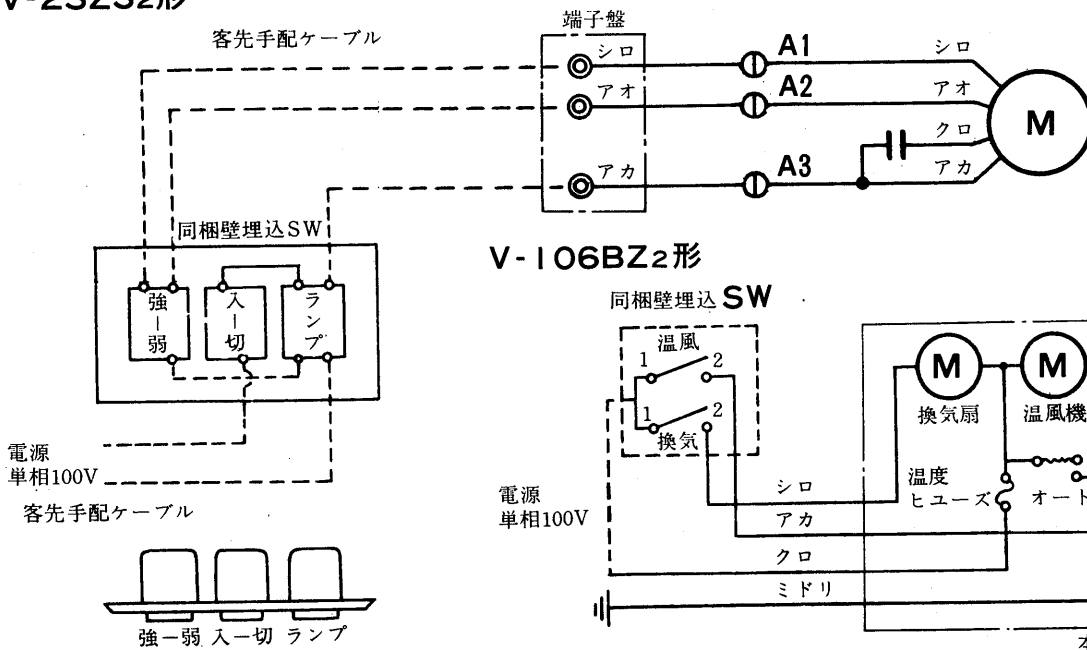 V-23ZS2形
端子盤
客先手配ケーブル
シロ
A1
シロ
アオ
A2
アオ
M
クロ
アカ
A3
アカ
同梱壁埋込SW
強-弱
入-切
ランプ
電源
単相100V
客先手配ケーブル
強-弱 入-切 ランプ
V-106BZ2形
同梱壁埋込SW
温風
1 2
1 2
換気
M
M
換気扇
温風機
温度
ヒューズ
オート
電源
単相100V
シロ
アカ
クロ
ミドリ